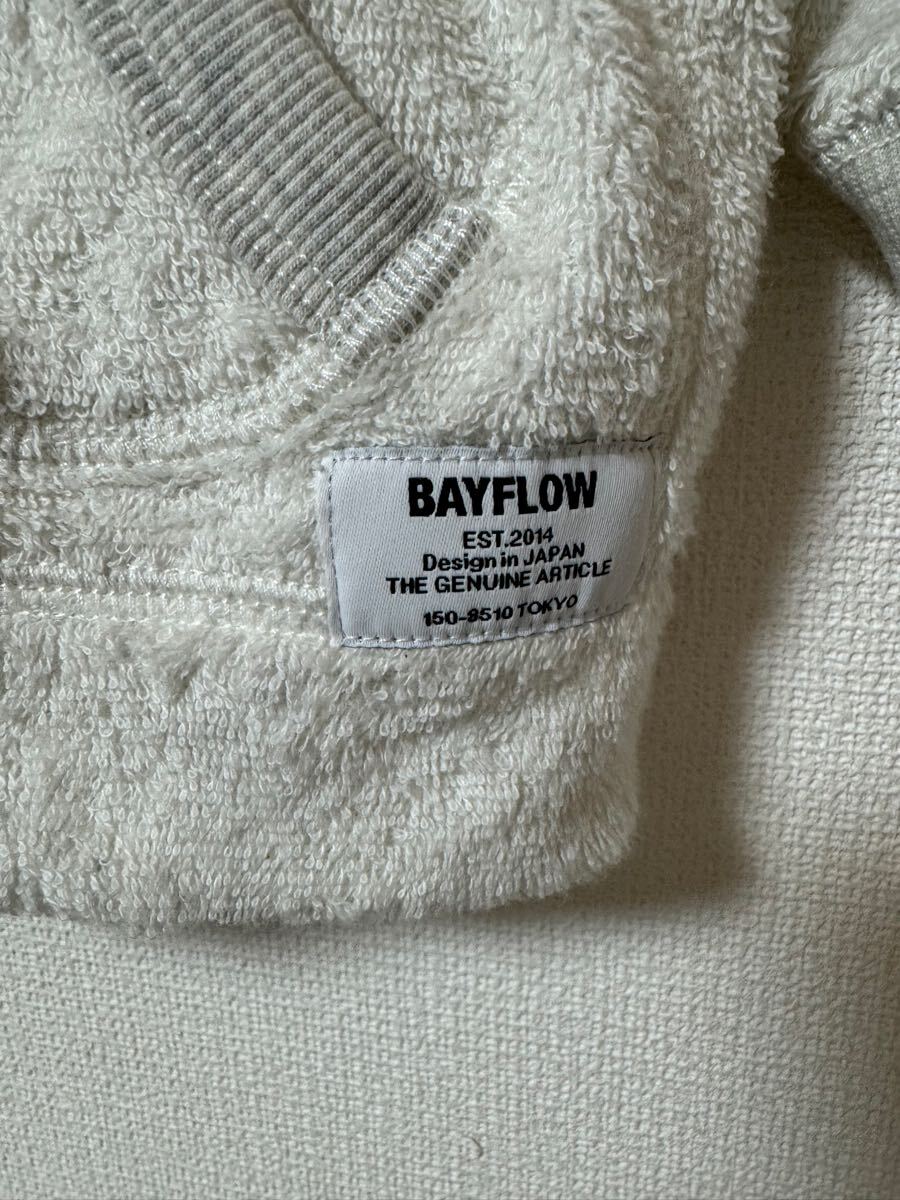 BAYFLOW
EST.2014
Design in JAPAN
THE GENUINE ARTICLE
150-8510 TOKYO